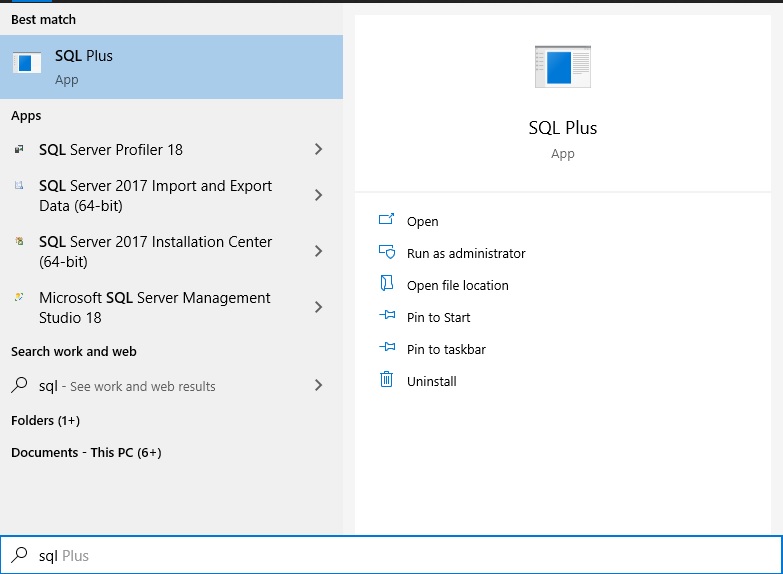 Best match
SQL Plus
App
Apps
SQL Server Profiler 18
SQL Server 2017 Import and Export
Data (64-bit)
SQL Server 2017 Installation Center
(64-bit)
Microsoft SQL Server Management
Studio 18
Search work and web
sql - See work and web results
Folders (1+)
Documents - This PC (6+)
SQL Plus
App
Open
Run as administrator
Open file location
Pin to Start
Pin to taskbar
Uninstall
sql Plus